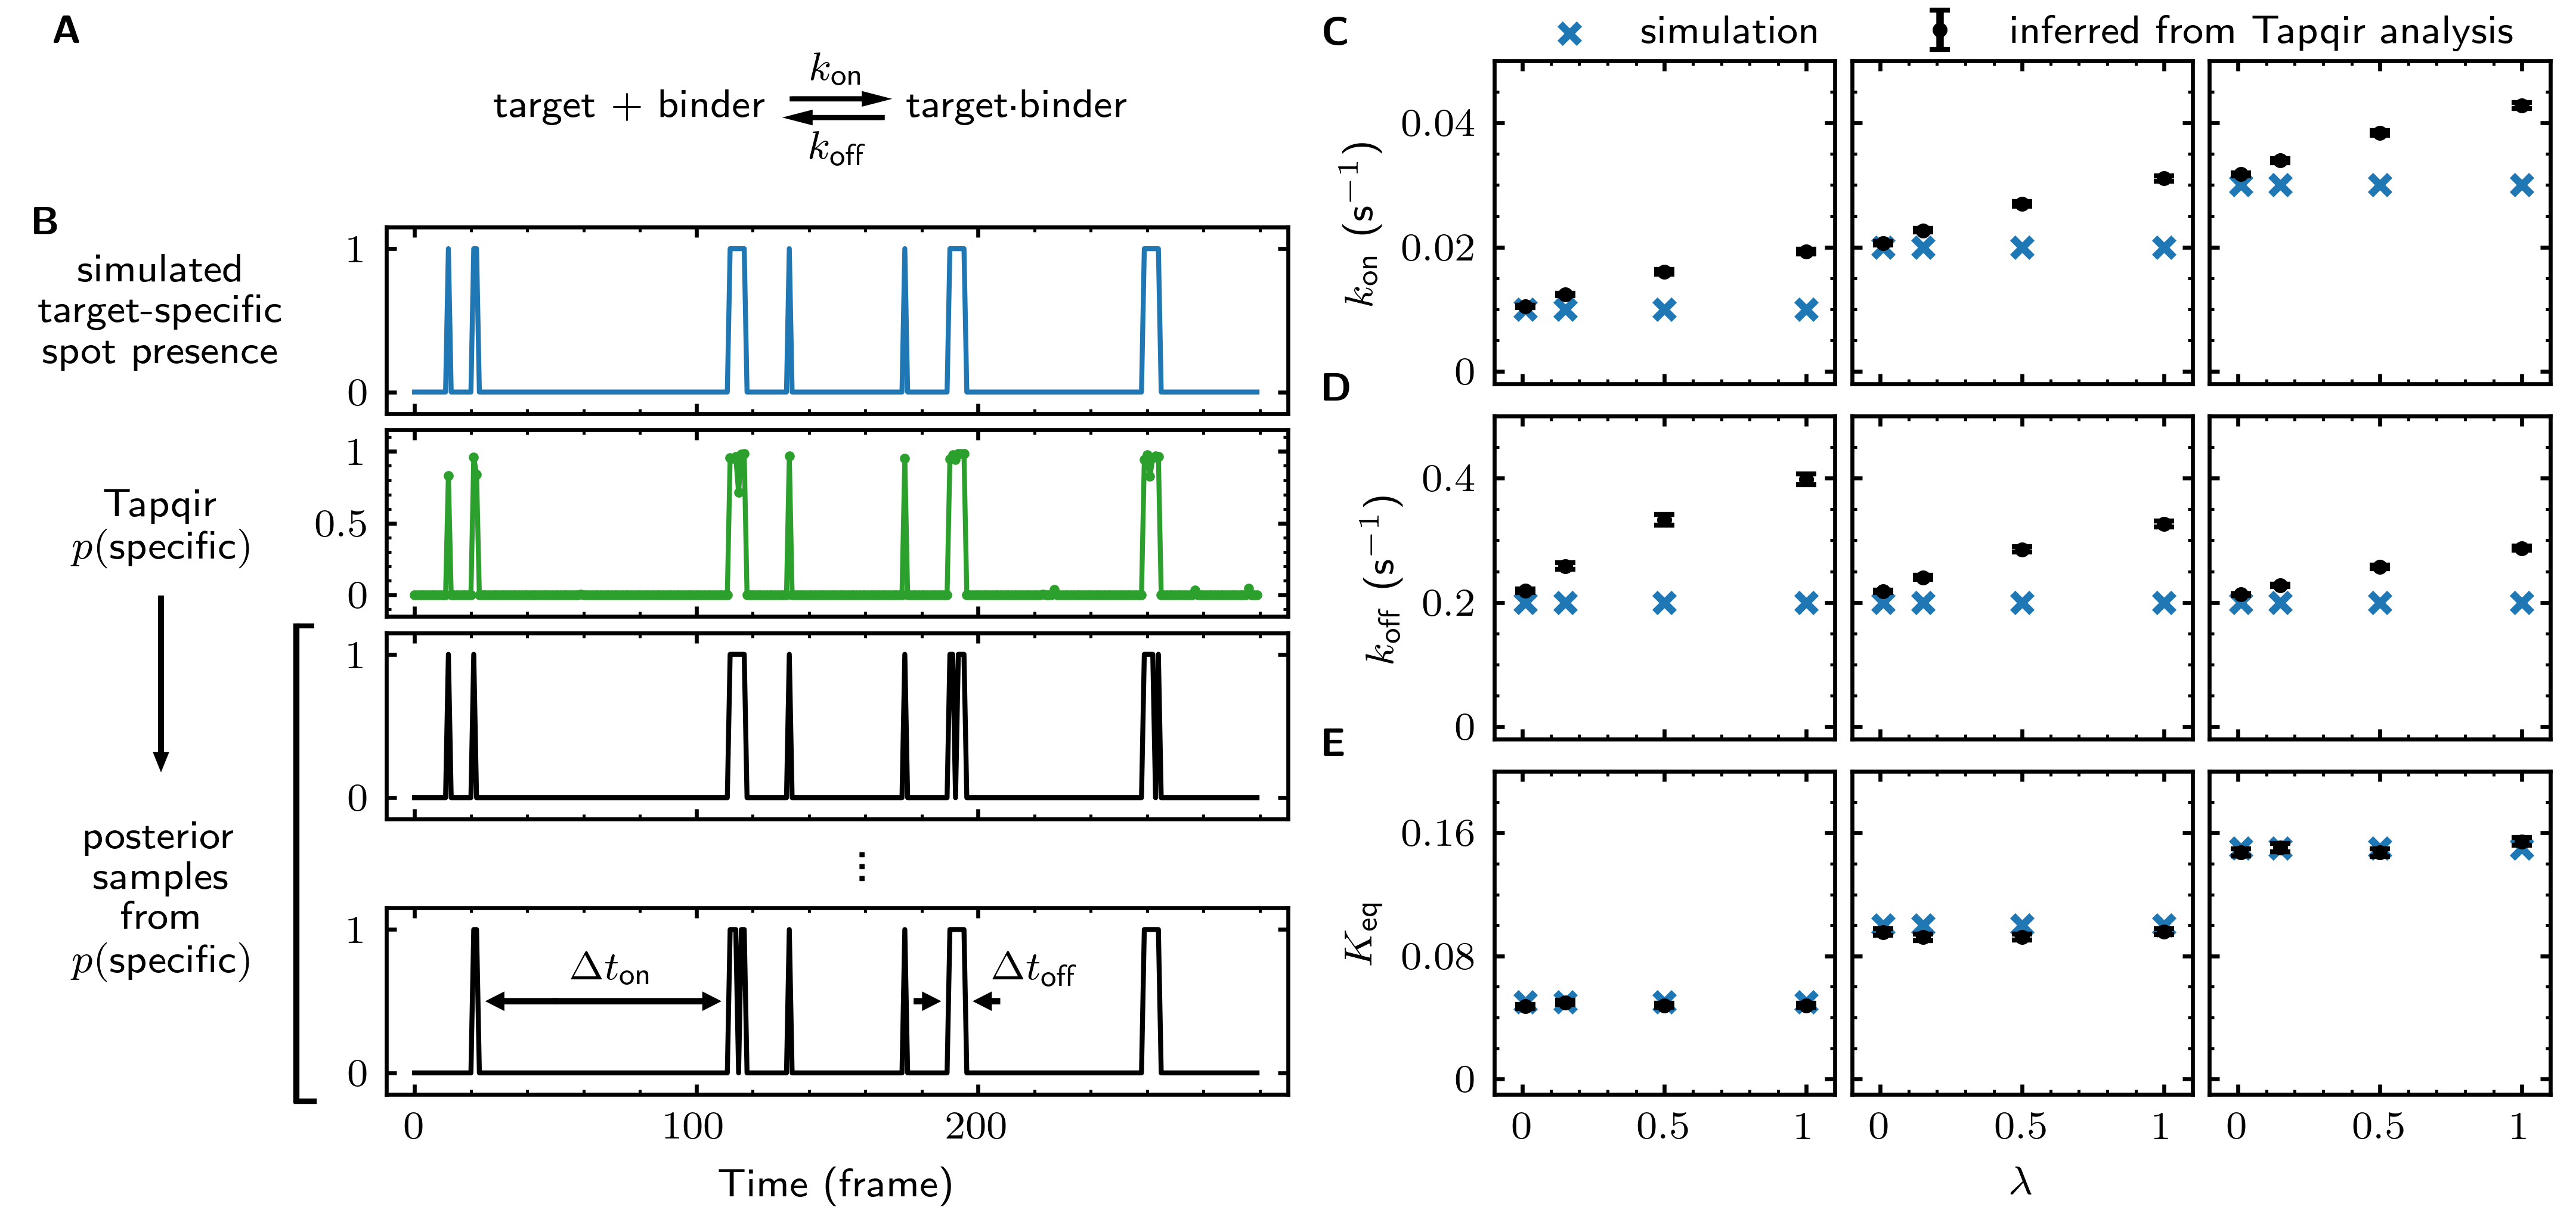 A
k_on
target + binder ⇌ target·binder
k_off
B
simulated
target-specific
spot presence
1
0
Tapqir
p(specific)
1
0.5
0
posterior
samples
from
p(specific)
1
0
⋮
1
0
Δt_on
Δt_off
0 100 200
Time (frame)
C
simulation
inferred from Tapqir analysis
k_on (s⁻¹)
0.04
0.02
0
D
k_off (s⁻¹)
0.4
0.2
0
E
K_eq
0.16
0.08
0
0 0.5 1 0 0.5 1 0 0.5 1
λ